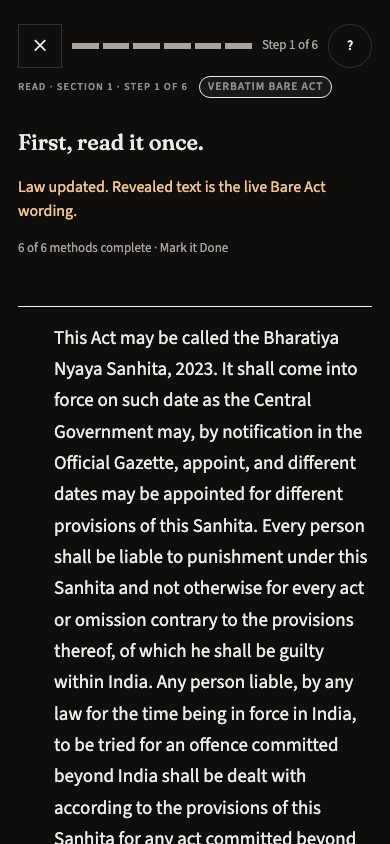 Step 1 of 6
?
READ · SECTION 1 · STEP 1 OF 6
VERBATIM BARE ACT
First, read it once.
Law updated. Revealed text is the live Bare Act
wording.
6 of 6 methods complete · Mark it Done
This Act may be called the Bharatiya
Nyaya Sanhita, 2023. It shall come into
force on such date as the Central
Government may, by notification in the
Official Gazette, appoint, and different
dates may be appointed for different
provisions of this Sanhita. Every person
shall be liable to punishment under this
Sanhita and not otherwise for every act
or omission contrary to the provisions
thereof, of which he shall be guilty
within India. Any person liable, by any
law for the time being in force in India,
to be tried for an offence committed
beyond India shall be dealt with
according to the provisions of this
Sanhita for any act committed beyond